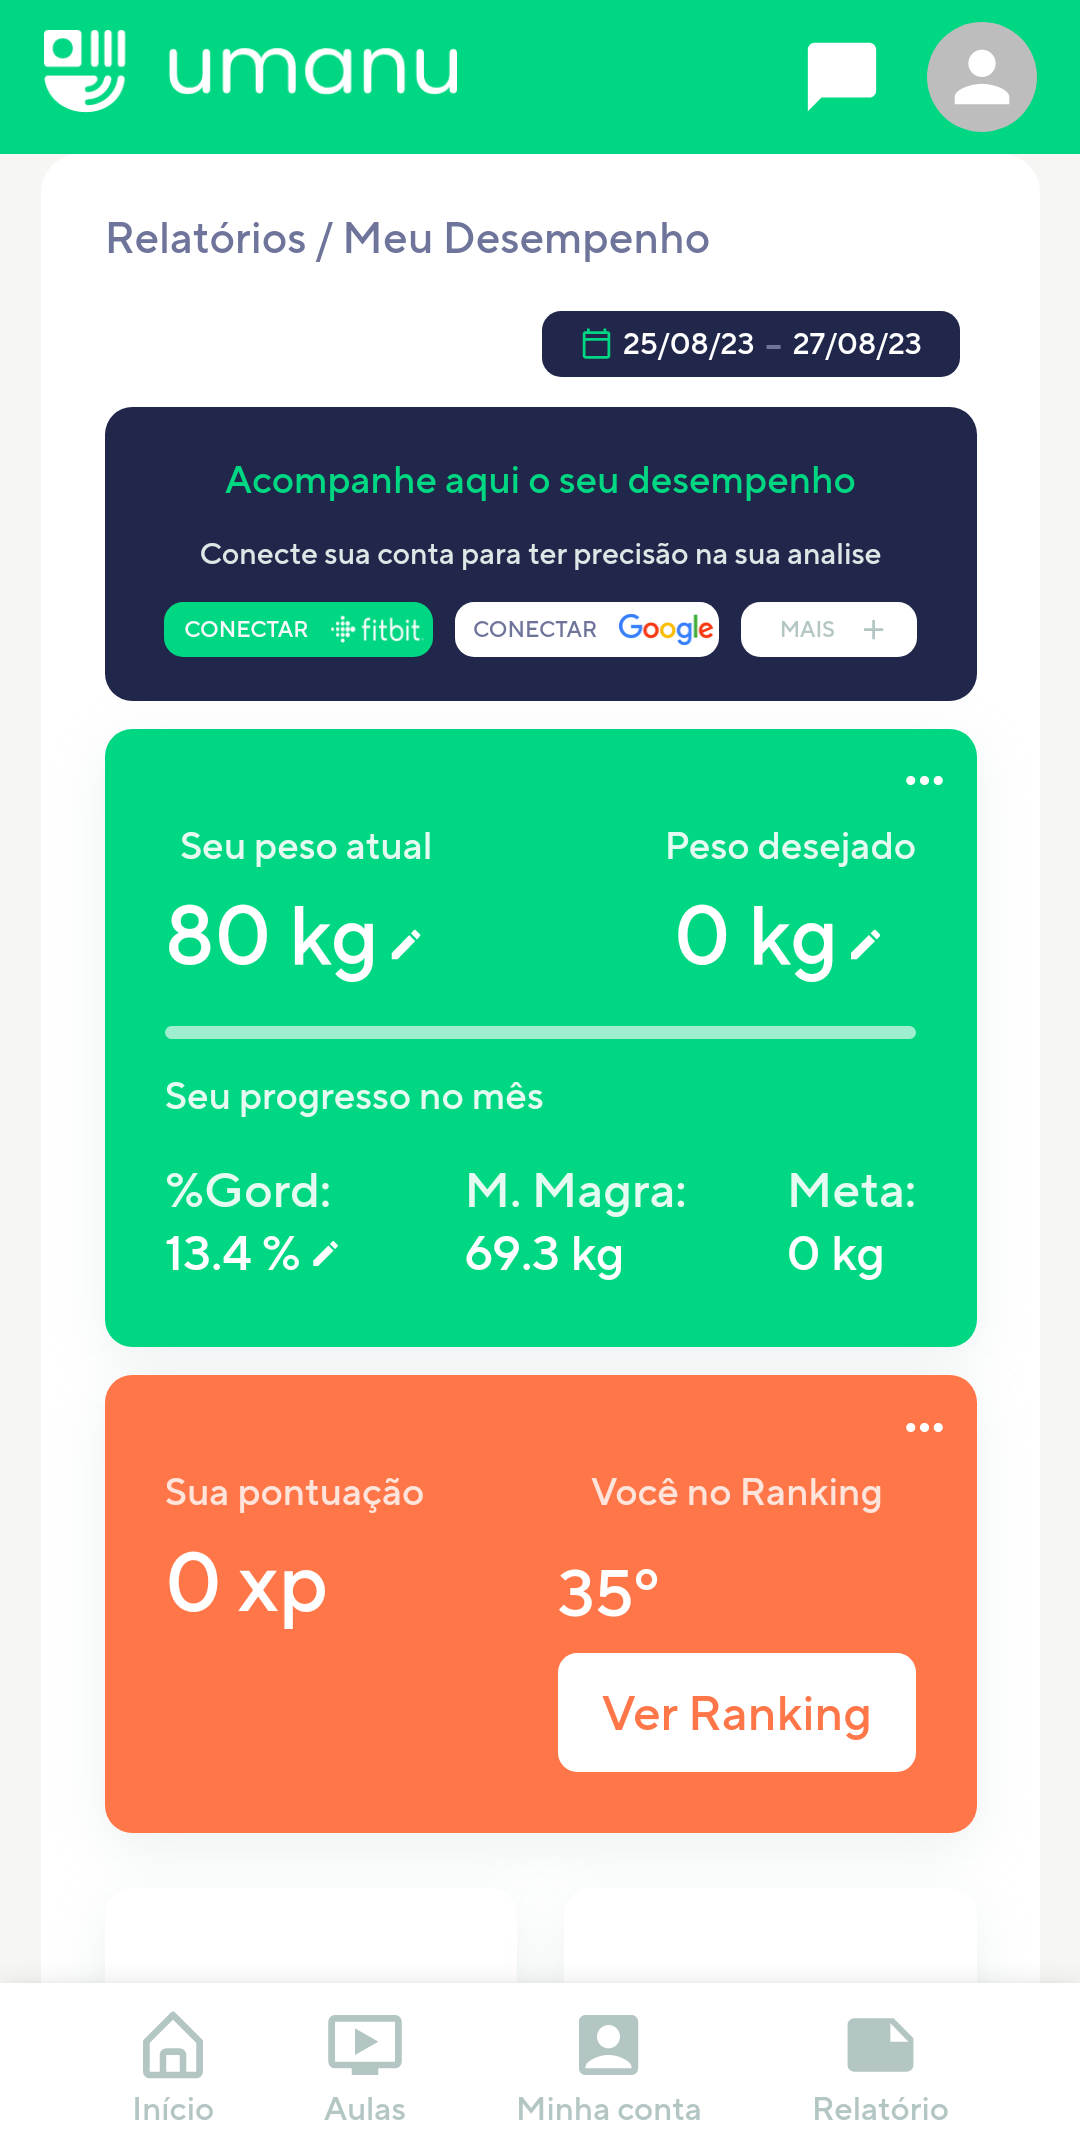 umanu
Relatórios / Meu Desempenho
25/08/23 – 27/08/23
Acompanhe aqui o seu desempenho
Conecte sua conta para ter precisão na sua analise
CONECTAR fitbit CONECTAR Google MAIS +
Seu peso atual Peso desejado
80 kg 0 kg
Seu progresso no mês
%Gord: M. Magra: Meta:
13.4 % 69.3 kg 0 kg
Sua pontuação Você no Ranking
0 xp 35º
Ver Ranking
Início Aulas Minha conta Relatório